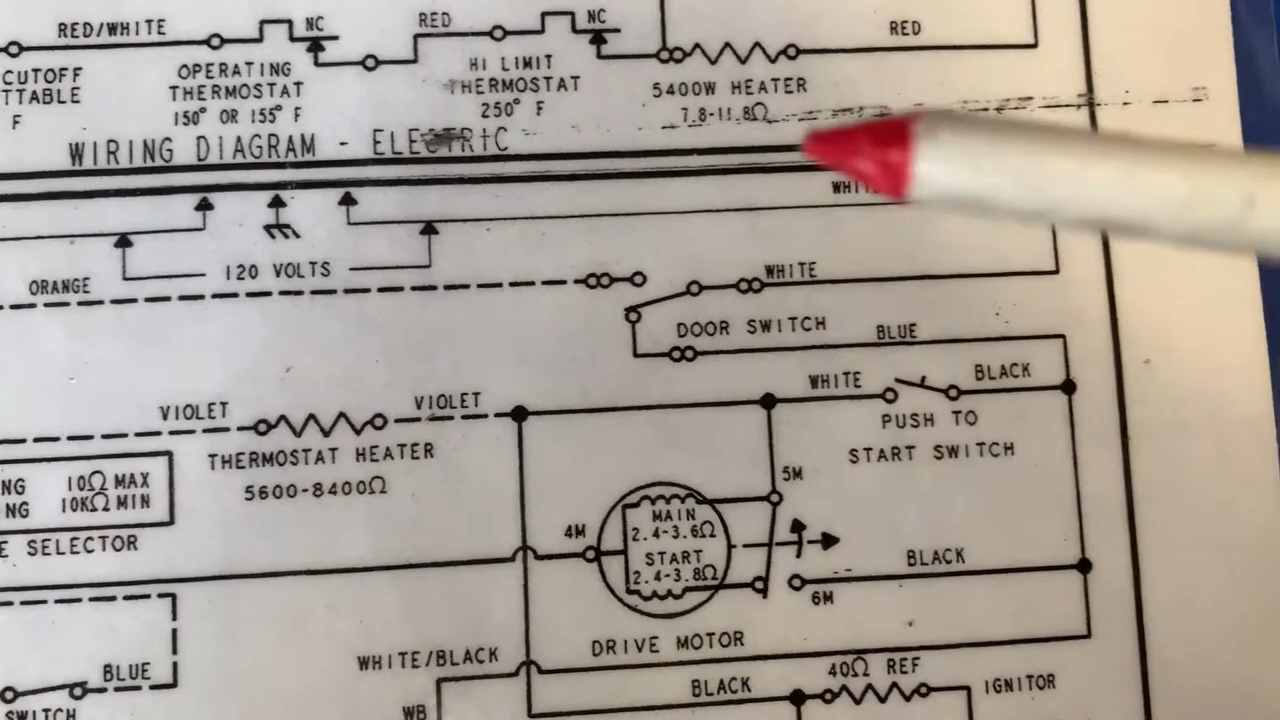 RED/WHITE
NC
RED
NC
RED
CUTOFF
TTABLE
F
OPERATING
THERMOSTAT
150° OR 155° F
HI LIMIT
THERMOSTAT
250° F
5400W HEATER
7.8-11.8Ω
WIRING DIAGRAM - ELECTRIC
120 VOLTS
ORANGE
WHITE
DOOR SWITCH
BLUE
WHITE
BLACK
PUSH TO
START SWITCH
VIOLET
VIOLET
THERMOSTAT HEATER
5600-8400Ω
NG 10Ω MAX
NG 10KΩ MIN
E SELECTOR
5M
4M
MAIN
2.4-3.6Ω
START
2.4-3.8Ω
BLACK
6M
DRIVE MOTOR
WHITE/BLACK
BLUE
SWITCH
WB
BLACK
40Ω REF
IGNITOR